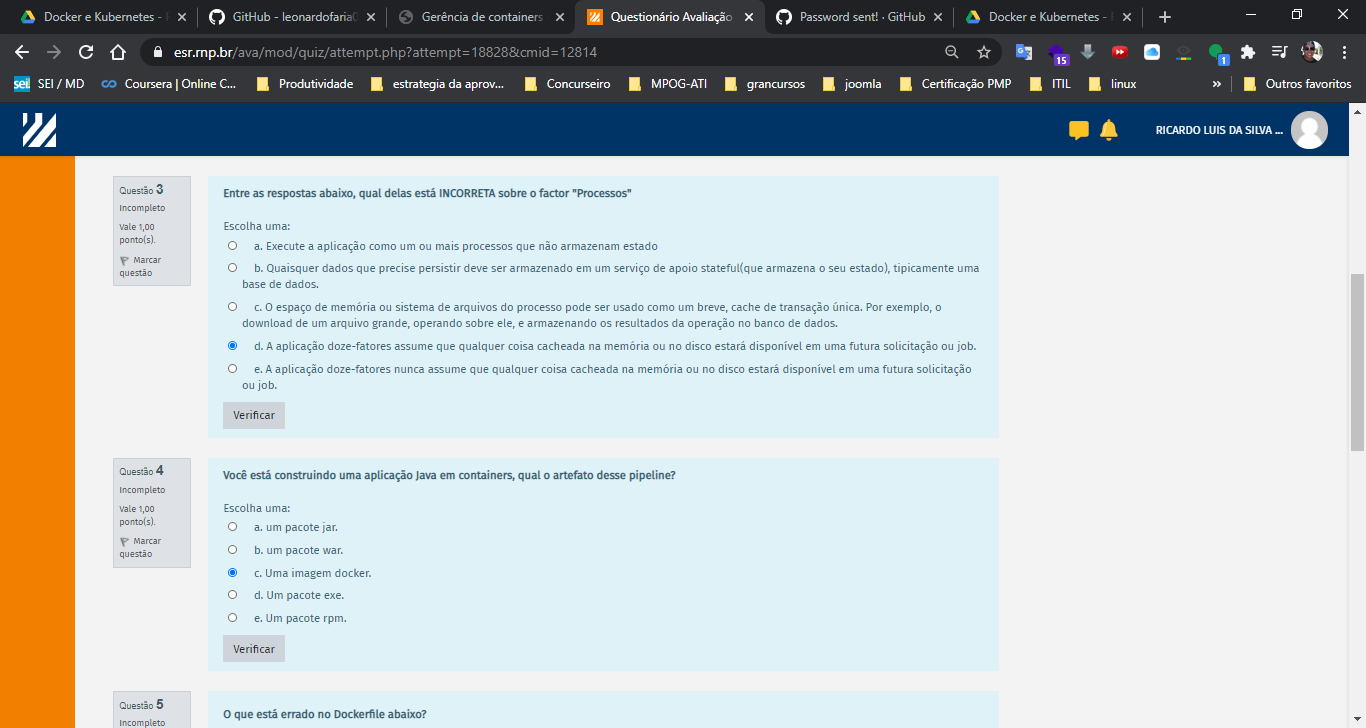 Docker e Kubernetes -
GitHub - leonardofaria
Gerência de containers
Questionário Avaliação
Password sent! · GitHub
Docker e Kubernetes -
esr.rnp.br/ava/mod/quiz/attempt.php?attempt=18828&cmid=12814
15
1
sei
SEI / MD
Coursera | Online C...
Produtividade
estrategia da aprov...
Concurseiro
MPOG-ATI
grancursos
joomla
Certificação PMP
ITIL
linux
»
Outros favoritos
RICARDO LUIS DA SILVA ...
Questão 3
Incompleto
Vale 1,00
ponto(s).
Marcar
questão
Entre as respostas abaixo, qual delas está INCORRETA sobre o factor "Processos"
Escolha uma:
a. Execute a aplicação como um ou mais processos que não armazenam estado
b. Quaisquer dados que precise persistir deve ser armazenado em um serviço de apoio stateful(que armazena o seu estado), tipicamente uma
base de dados.
c. O espaço de memória ou sistema de arquivos do processo pode ser usado como um breve, cache de transação única. Por exemplo, o
download de um arquivo grande, operando sobre ele, e armazenando os resultados da operação no banco de dados.
d. A aplicação doze-fatores assume que qualquer coisa cacheada na memória ou no disco estará disponível em uma futura solicitação ou job.
e. A aplicação doze-fatores nunca assume que qualquer coisa cacheada na memória ou no disco estará disponível em uma futura solicitação
ou job.
Verificar
Questão 4
Incompleto
Vale 1,00
ponto(s).
Marcar
questão
Você está construindo uma aplicação Java em containers, qual o artefato desse pipeline?
Escolha uma:
a. um pacote jar.
b. um pacote war.
c. Uma imagem docker.
d. Um pacote exe.
e. Um pacote rpm.
Verificar
Questão 5
Incompleto
O que está errado no Dockerfile abaixo?